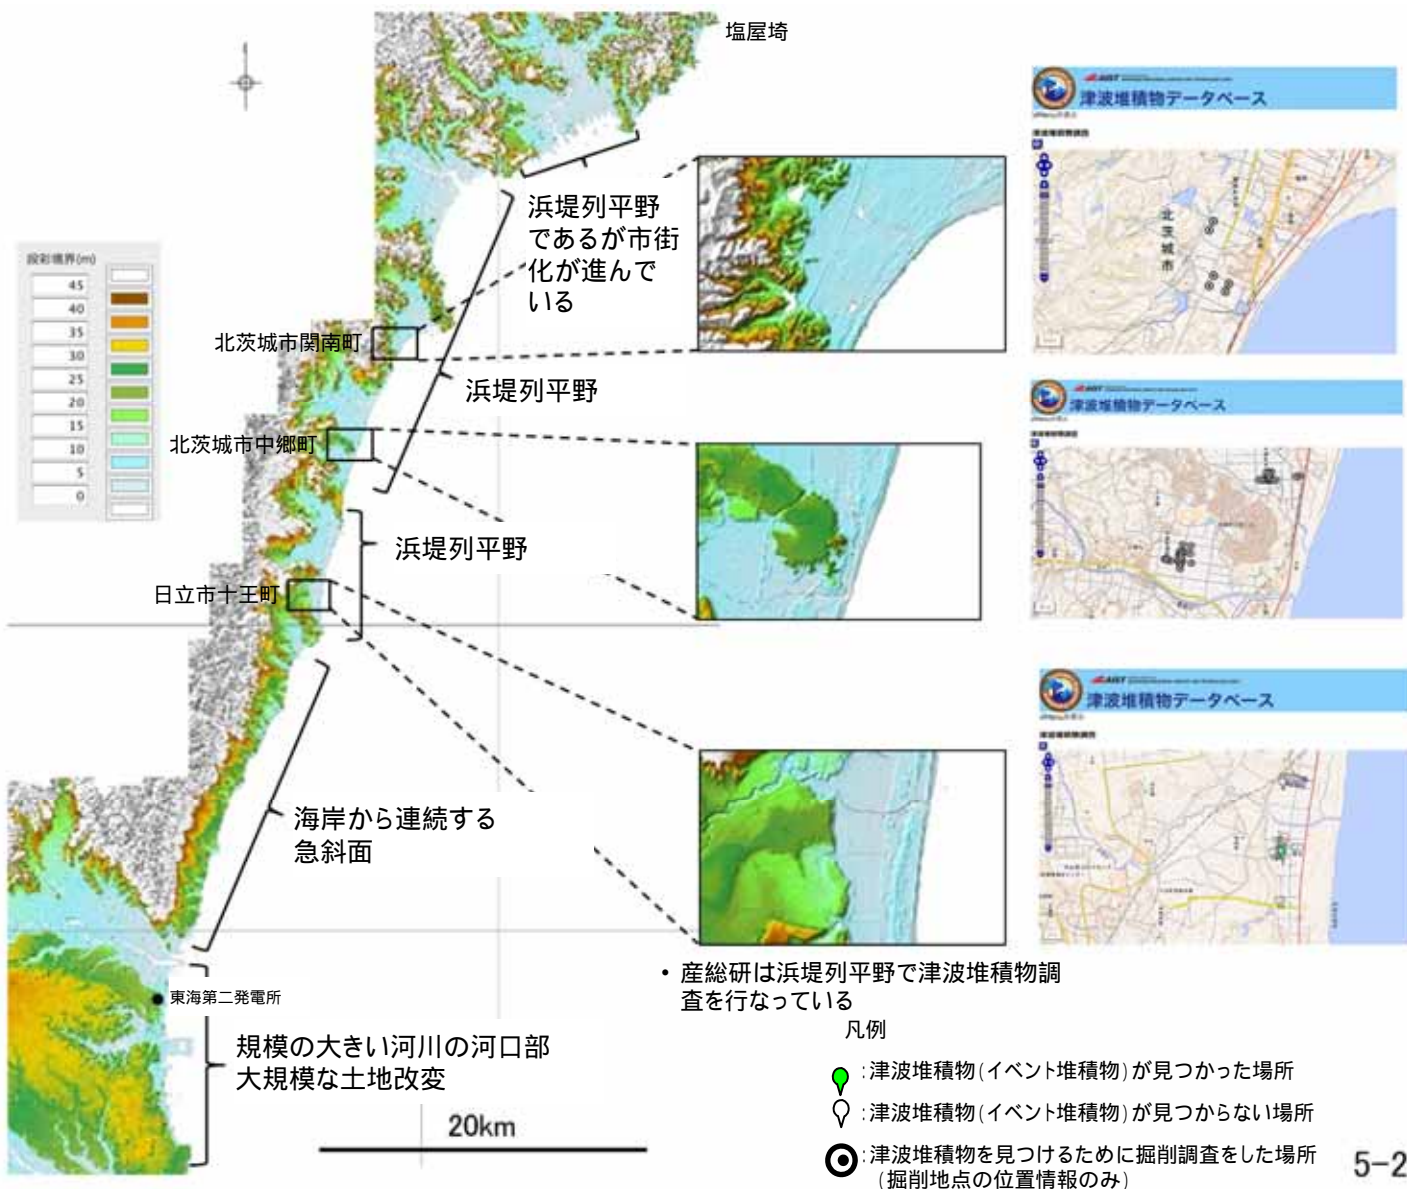 塩屋埼
浜堤列平野
であるが市街
化が進んで
いる
段彩境界(m)
45
40
35
30
25
20
15
10
5
0
北茨城市関南町
浜堤列平野
北茨城市中郷町
浜堤列平野
日立市十王町
海岸から連続する
急斜面
東海第二発電所
規模の大きい河川の河口部
大規模な土地改変
20km
津波堆積物データベース
北茨城市
津波堆積物データベース
津波堆積物データベース
• 産総研は浜堤列平野で津波堆積物調
査を行なっている
凡例
:津波堆積物(イベント堆積物)が見つかった場所
:津波堆積物(イベント堆積物)が見つからない場所
:津波堆積物を見つけるために掘削調査をした場所
(掘削地点の位置情報のみ)
5-2